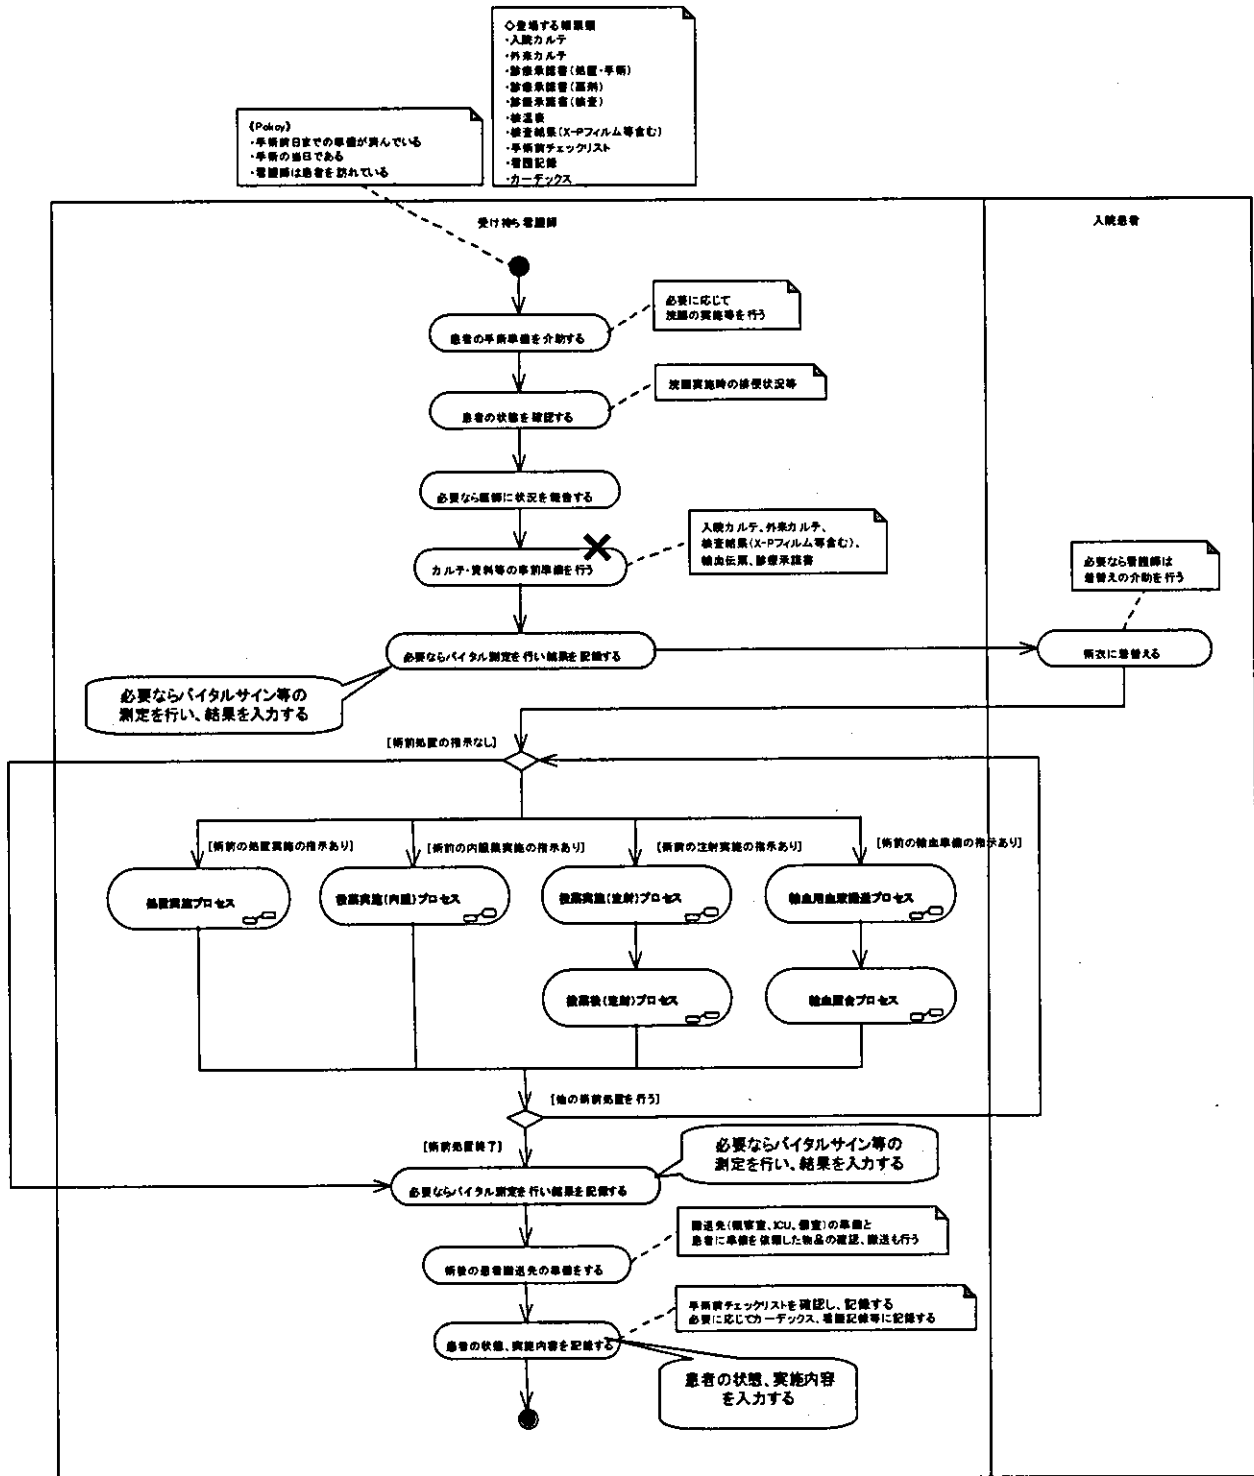 ◇登場する帳票類
・入院カルテ
・外来カルテ
・診療承認書(処置・手術)
・診療承認書(薬剤)
・診療承認書(検査)
・検温表
・検査結果(X-Pフィルム等含む)
・手術前チェックリスト
・看護記録
・カーデックス
《Policy》
・手術前日までの準備が済んでいる
・手術の当日である
・看護師は患者を訪れている
受け持ち看護師
入院患者
必要に応じて
浣腸の実施等を行う
患者の手術準備を介助する
浣腸実施時の排便状況等
患者の状態を確認する
必要なら医師に状況を報告する
入院カルテ、外来カルテ、
検査結果(X-Pフィルム等含む)、
輸血伝票、診療承認書
カルテ・資料等の事前準備を行う
必要なら看護師は
着替えの介助を行う
必要ならバイタル測定を行い結果を記録する
術衣に着替える
必要ならバイタルサイン等の
測定を行い、結果を入力する
[術前処置の指示なし]
[術前の処置実施の指示あり]
[術前の内服薬実施の指示あり]
[術前の注射実施の指示あり]
[術前の輸血準備の指示あり]
処置実施プロセス
投薬実施(内服)プロセス
投薬実施(注射)プロセス
輸血用血液搬送プロセス
投薬後(注射)プロセス
輸血照合プロセス
[他の術前処置を行う]
[術前処置終了]
必要ならバイタルサイン等の
測定を行い、結果を入力する
必要ならバイタル測定を行い結果を記録する
搬送先(観察室、ICU、個室)の準備と
患者に準備を依頼した物品の確認、搬送も行う
術後の患者搬送先の準備をする
手術前チェックリストを確認し、記録する
必要に応じてカーデックス、看護記録等に記録する
患者の状態、実施内容を記録する
患者の状態、実施内容
を入力する